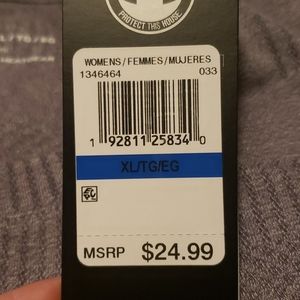 PROTECT THIS HOUSE
WOMENS/FEMMES/MUJERES
1346464 033
1 92811 25834 0
XL/TG/EG
MSRP $24.99